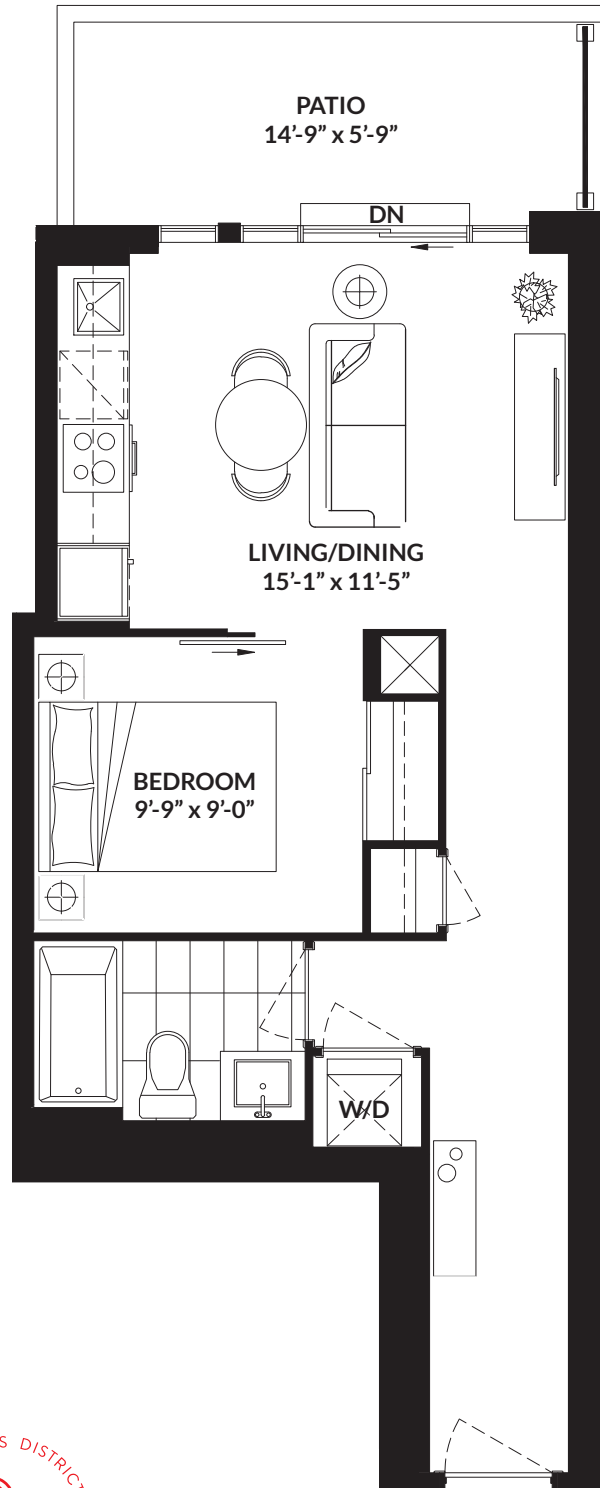 PATIO
14’-9” x 5’-9”
DN
LIVING/DINING
15’-1” x 11’-5”
BEDROOM
9’-9” x 9’-0”
W/D